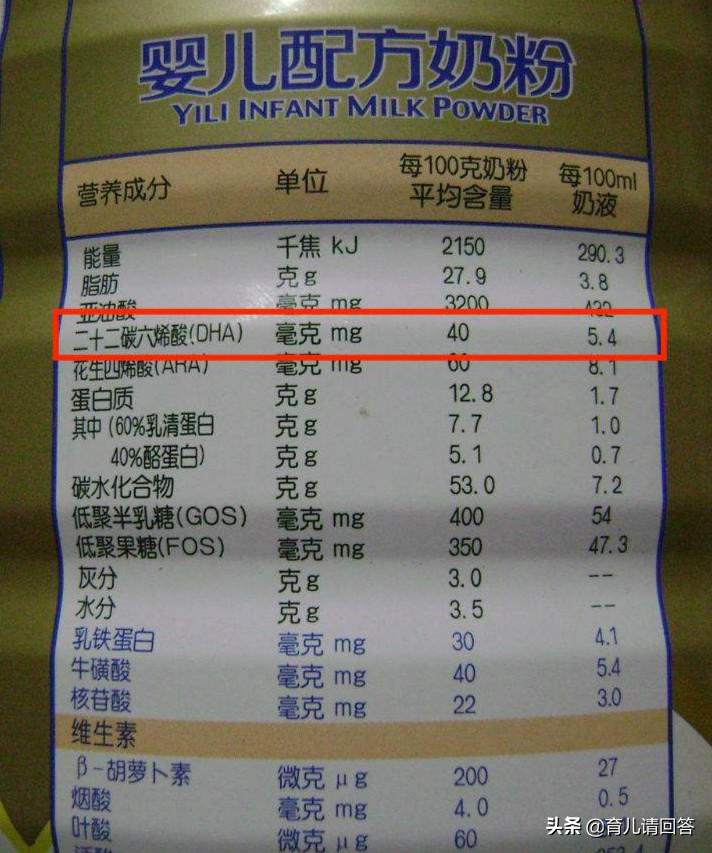 婴儿配方奶粉
YILI INFANT MILK POWDER
营养成分 单位 每100克奶粉平均含量 每100ml奶液
能量 千焦 kJ 2150 290.3
脂肪 克 g 27.9 3.8
亚油酸 毫克 mg 3200 432
二十二碳六烯酸(DHA) 毫克 mg 40 5.4
花生四烯酸(ARA) 毫克 mg 60 8.1
蛋白质 克 g 12.8 1.7
其中(60%乳清蛋白 克 g 7.7 1.0
40%酪蛋白) 克 g 5.1 0.7
碳水化合物 克 g 53.0 7.2
低聚半乳糖(GOS) 毫克 mg 400 54
低聚果糖(FOS) 毫克 mg 350 47.3
灰分 克 g 3.0 --
水分 克 g 3.5 --
乳铁蛋白 毫克 mg 30 4.1
牛磺酸 毫克 mg 40 5.4
核苷酸 毫克 mg 22 3.0
维生素
β-胡萝卜素 微克 μg 200 27
烟酸 毫克 mg 4.0 0.5
叶酸 微克 μg 60
头条 @育儿请回答